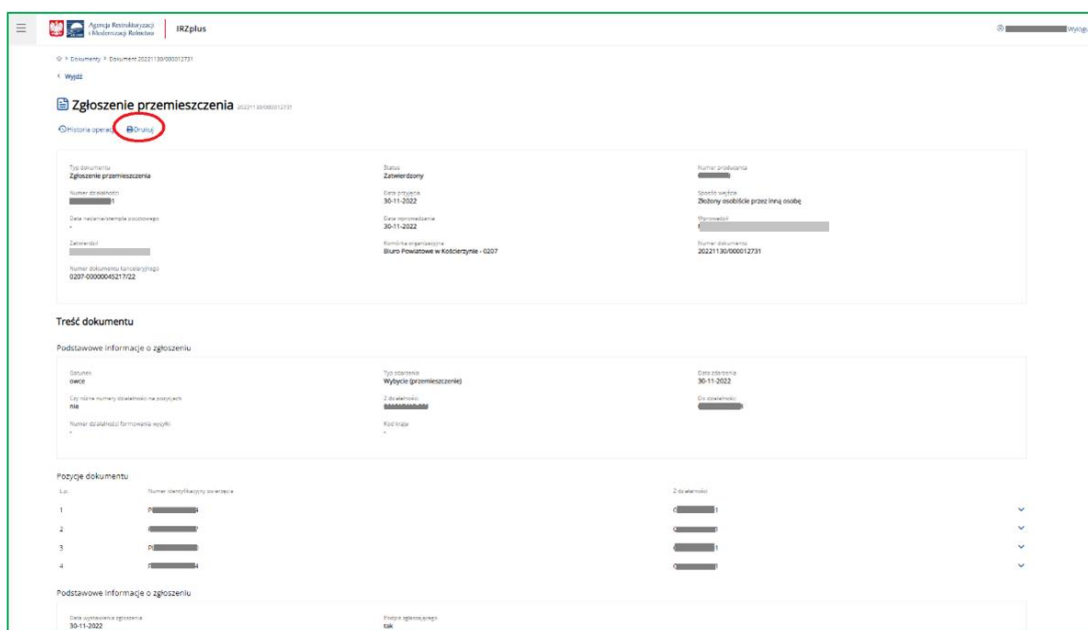 Agencja Restrukturyzacji
i Modernizacji Rolnictwa
IRZplus
Wylogu
Dokumenty > Dokument 20221130/000012731
< Wyjdź
Zgłoszenie przemieszczenia 20221130/000012731
Historia operacji Drukuj
Typ dokumentu Status Numer producenta
Zgłoszenie przemieszczenia Zatwierdzony
Numer działalności Data przyjęcia Sposób wejścia
1 30-11-2022 Złożony osobiście przez inną osobę
Data nadania/stempla pocztowego Data wprowadzenia Wprowadził
- 30-11-2022
Zatwierdził Komórka organizacyjna Numer dokumentu
Biuro Powiatowe w Kościerzynie - 0207 20221130/000012731
Numer dokumentu kancelaryjnego
0207-00000045217/22
Treść dokumentu
Podstawowe informacje o zgłoszeniu
Gatunek Typ zdarzenia Data zdarzenia
owce Wybycie (przemieszczenie) 30-11-2022
Czy różne numery działalności na pozycjach Z działalności Do działalności
nie
Numer działalności formowania wysyłki Kod kraju
- -
Pozycje dokumentu
L.p. Numer identyfikacyjny zwierzęcia Z działalności
1
2
3
4
Podstawowe informacje o zgłoszeniu
Data wystawienia zgłoszenia Podpis zgłaszającego
30-11-2022 tak